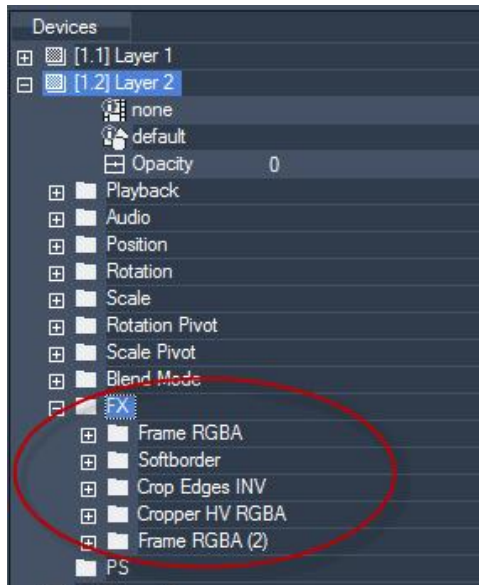 Devices
[1.1] Layer 1
[1.2] Layer 2
none
default
Opacity 0
Playback
Audio
Position
Rotation
Scale
Rotation Pivot
Scale Pivot
Blend Mode
FX
Frame RGBA
Softborder
Crop Edges INV
Cropper HV RGBA
Frame RGBA (2)
PS